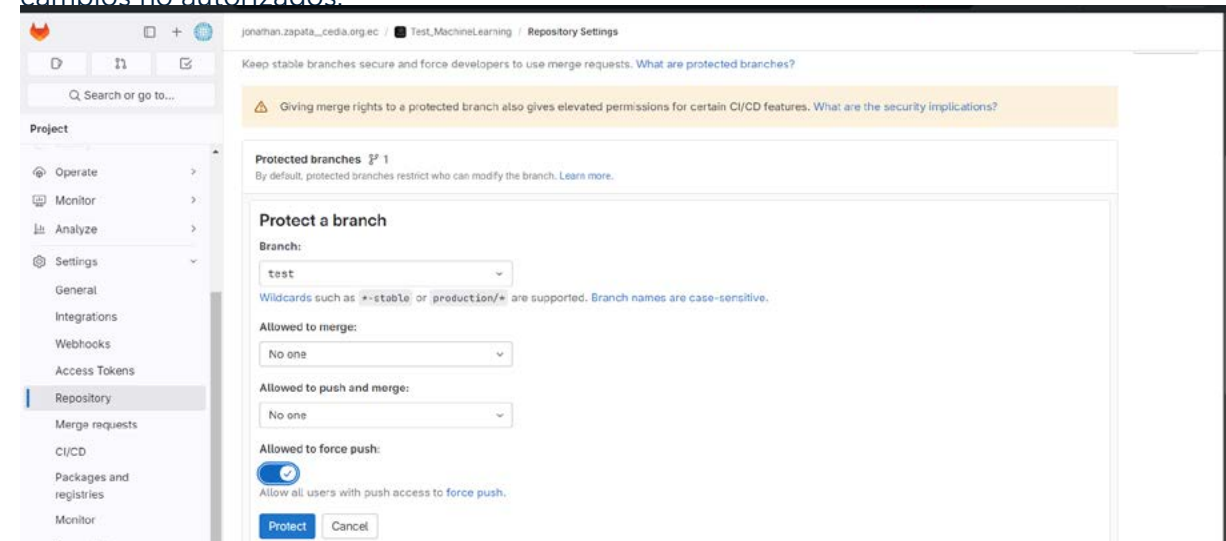 cambios no autorizados.
jonathan.zapata__cedia.org.ec / Test_MachineLearning / Repository Settings
Keep stable branches secure and force developers to use merge requests. What are protected branches?
Search or go to...
Giving merge rights to a protected branch also gives elevated permissions for certain CI/CD features. What are the security implications?
Project
Protected branches 1
By default, protected branches restrict who can modify the branch. Learn more.
Operate
Monitor
Analyze
Settings
General
Integrations
Webhooks
Access Tokens
Repository
Merge requests
CI/CD
Packages and
registries
Monitor
Protect a branch
Branch:
test
Wildcards such as *-stable or production/* are supported. Branch names are case-sensitive.
Allowed to merge:
No one
Allowed to push and merge:
No one
Allowed to force push:
Allow all users with push access to force push.
Protect Cancel